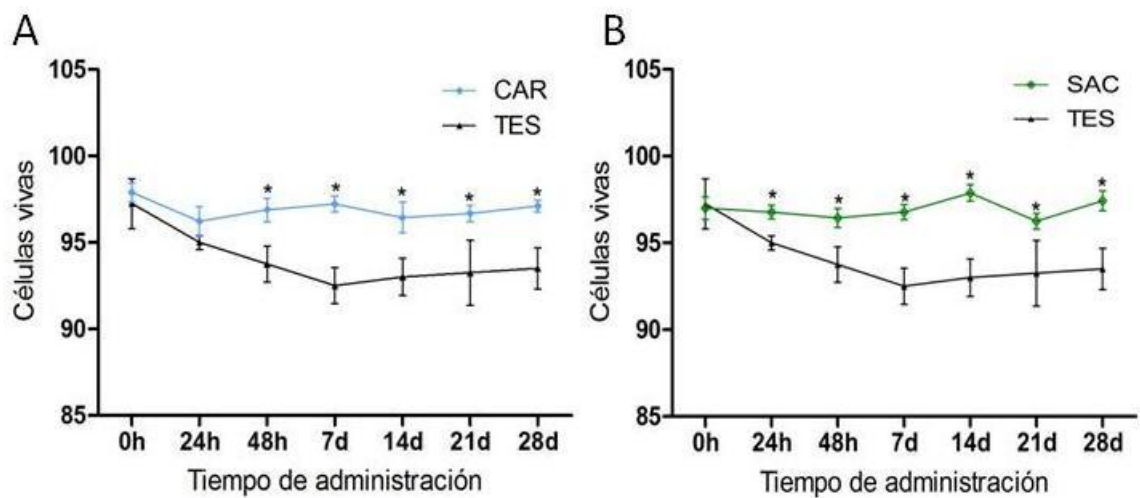 A
105
100
95
90
85
Células vivas
CAR
TES
* * * * *
0h 24h 48h 7d 14d 21d 28d
Tiempo de administración
B
105
100
95
90
85
Células vivas
SAC
TES
* * * * * *
0h 24h 48h 7d 14d 21d 28d
Tiempo de administración